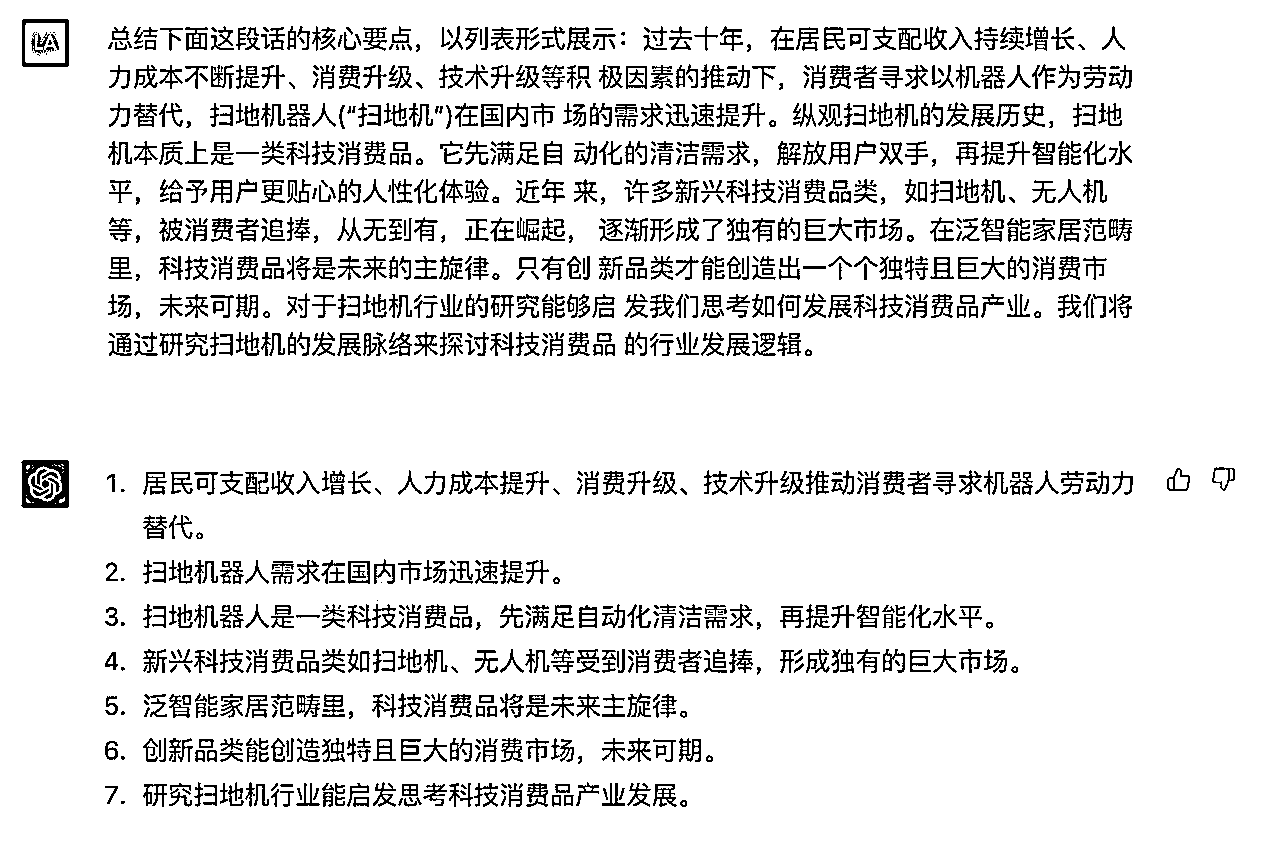 总结下面这段话的核心要点，以列表形式展示：过去十年，在居民可支配收入持续增长、人
力成本不断提升、消费升级、技术升级等积 极因素的推动下，消费者寻求以机器人作为劳动
力替代，扫地机器人(“扫地机”)在国内市 场的需求迅速提升。纵观扫地机的发展历史，扫地
机本质上是一类科技消费品。它先满足自 动化的清洁需求，解放用户双手，再提升智能化水
平，给予用户更贴心的人性化体验。近年 来，许多新兴科技消费品类，如扫地机、无人机
等，被消费者追捧，从无到有，正在崛起， 逐渐形成了独有的巨大市场。在泛智能家居范畴
里，科技消费品将是未来的主旋律。只有创 新品类才能创造出一个个独特且巨大的消费市
场，未来可期。对于扫地机行业的研究能够启 发我们思考如何发展科技消费品产业。我们将
通过研究扫地机的发展脉络来探讨科技消费品 的行业发展逻辑。
1. 居民可支配收入增长、人力成本提升、消费升级、技术升级推动消费者寻求机器人劳动力
替代。
2. 扫地机器人需求在国内市场迅速提升。
3. 扫地机器人是一类科技消费品，先满足自动化清洁需求，再提升智能化水平。
4. 新兴科技消费品类如扫地机、无人机等受到消费者追捧，形成独有的巨大市场。
5. 泛智能家居范畴里，科技消费品将是未来主旋律。
6. 创新品类能创造独特且巨大的消费市场，未来可期。
7. 研究扫地机行业能启发思考科技消费品产业发展。